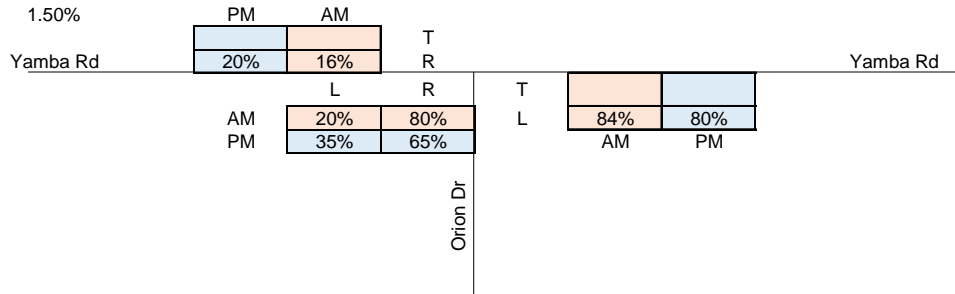 1.50% PM AM
T
Yamba Rd 20% 16% R Yamba Rd
L R T
AM 20% 80% L 84% 80%
PM 35% 65% AM PM
Orion Dr